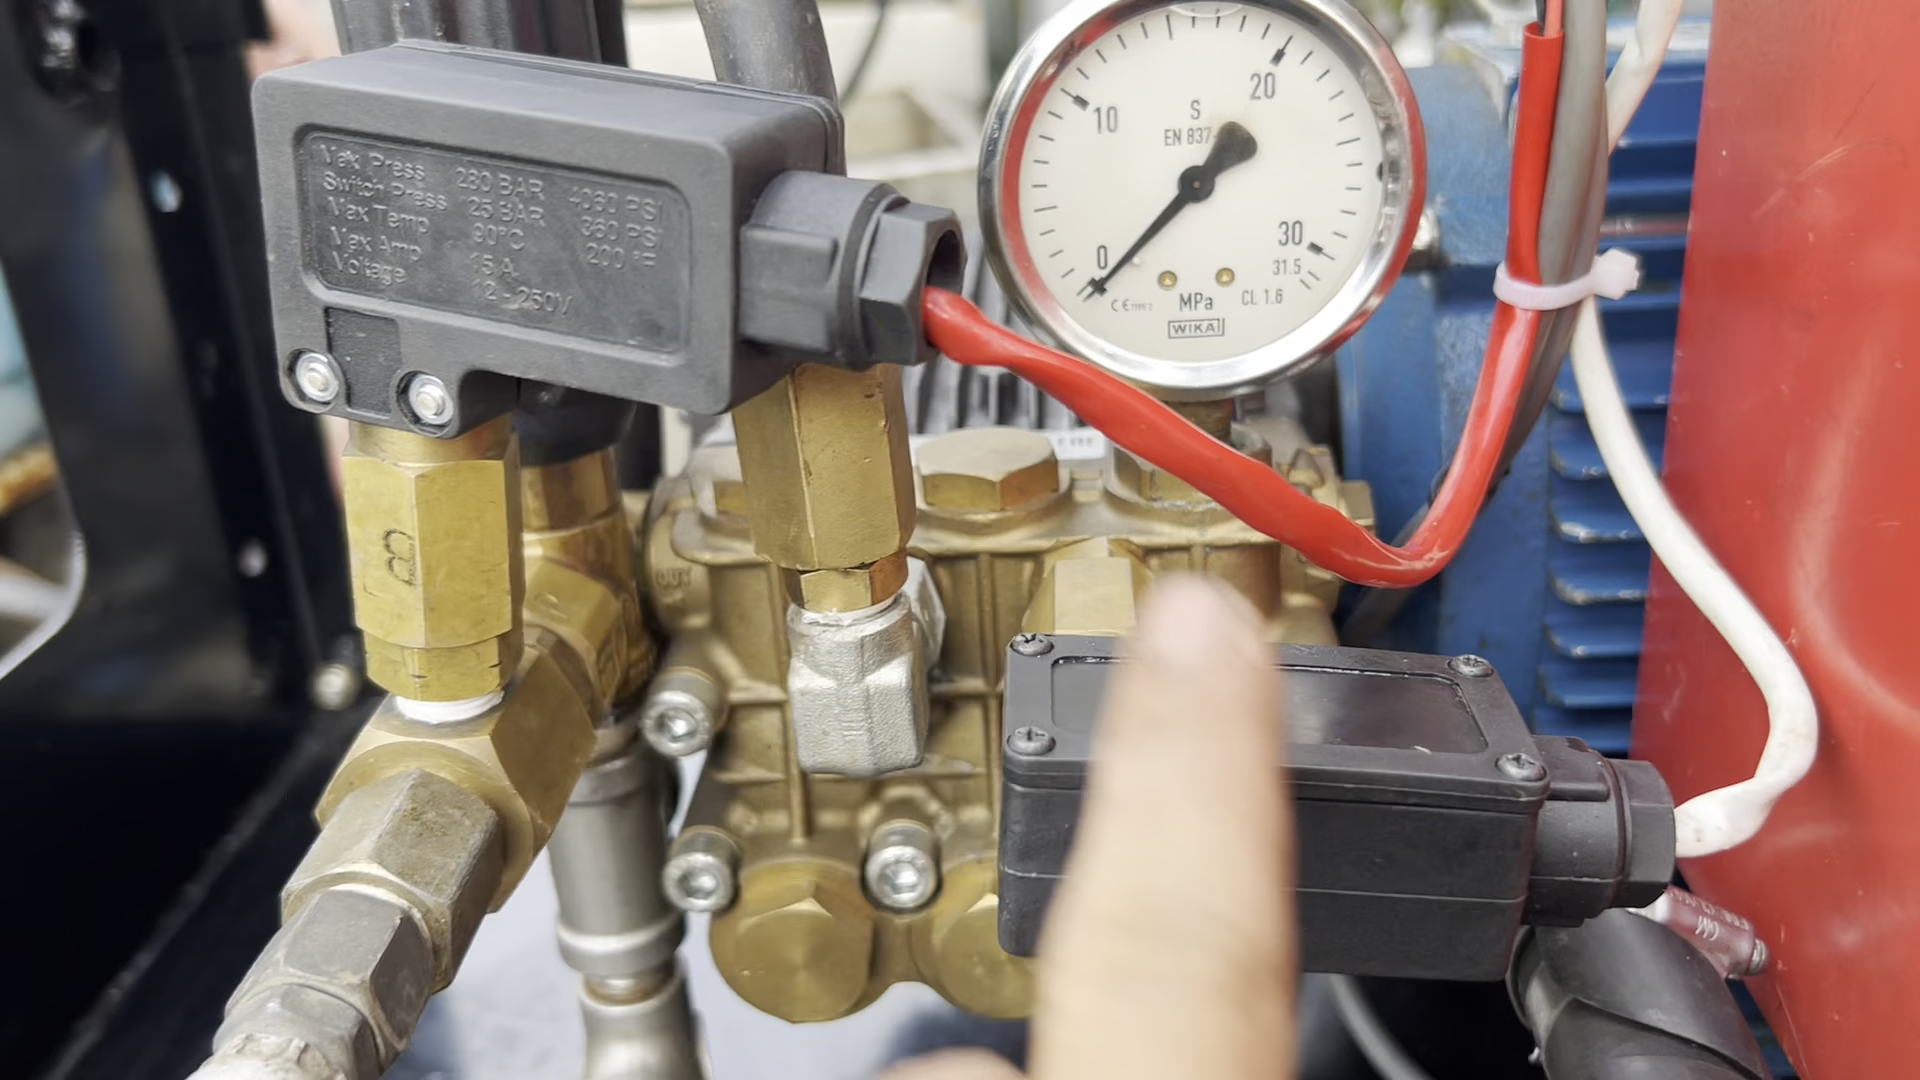 Max Press 280 BAR 4060 PSI
Switch Press 25 BAR 360 PSI
Max Temp 90°C 200°F
Max Amp 15 A
Voltage 12 - 250V
S
EN 837-
0
10
20
30
31.5
MPa
Cl. 1.6
WIKA
B
OUT